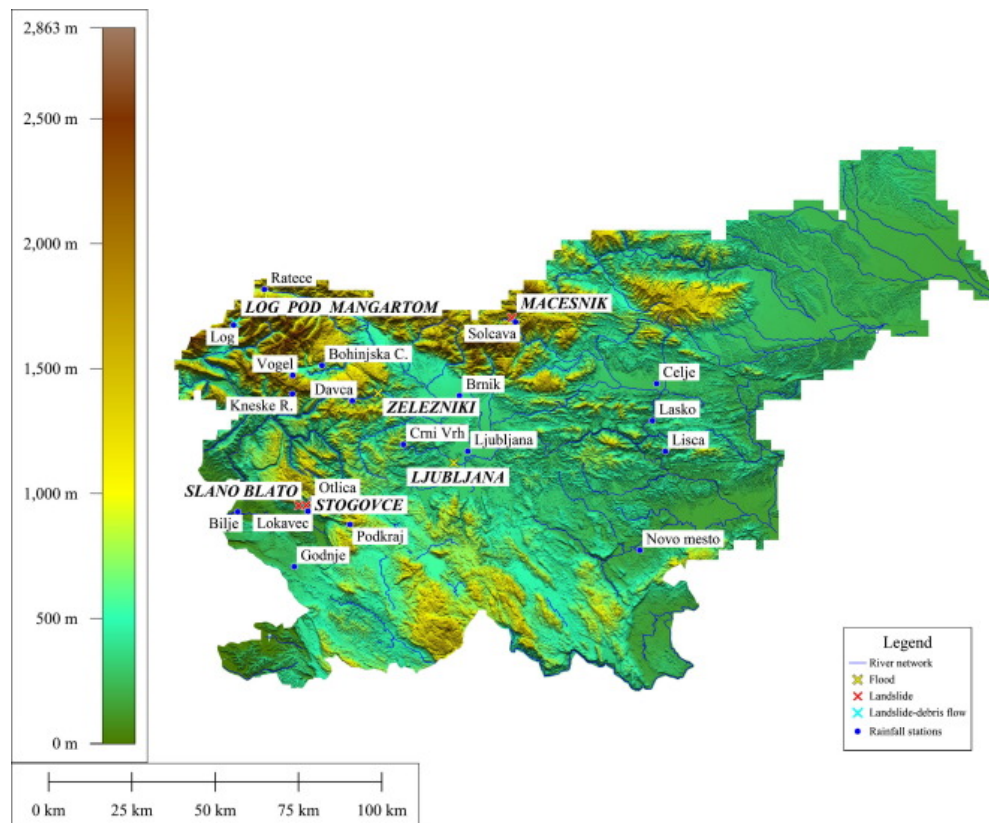 2,863 m
2,500 m
2,000 m
1,500 m
1,000 m
500 m
0 m
Ratece
LOG POD MANGARTOM
MACESNIK
Solcava
Log
Bohinjska C.
Vogel
Celje
Davca
Brnik
Kneske R.
ZELEZNIKI
Lasko
Crni Vrh
Ljubljana
Lisca
LJUBLJANA
SLANO BLATO
Otlica
STOGOVCE
Bilje
Lokavec
Podkraj
Novo mesto
Godnje
Legend
River network
Flood
Landslide
Landslide-debris flow
Rainfall stations
0 km 25 km 50 km 75 km 100 km